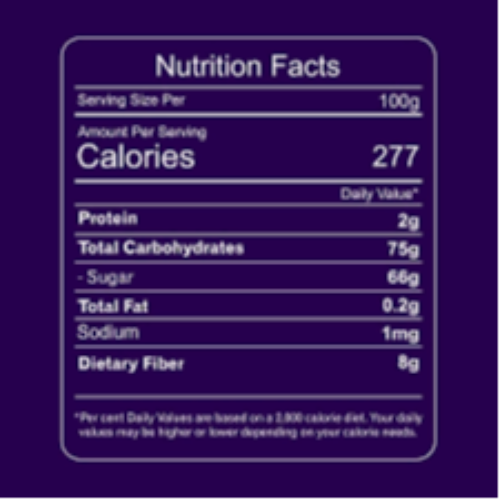 Nutrition Facts
Serving Size Per 100g
Amount Per Serving
Calories 277
Daily Value*
Protein 2g
Total Carbohydrates 75g
- Sugar 66g
Total Fat 0.2g
Sodium 1mg
Dietary Fiber 8g
*Per cent Daily Values are based on a calorie diet. Your daily
values may be higher or lower depending on your calorie needs.